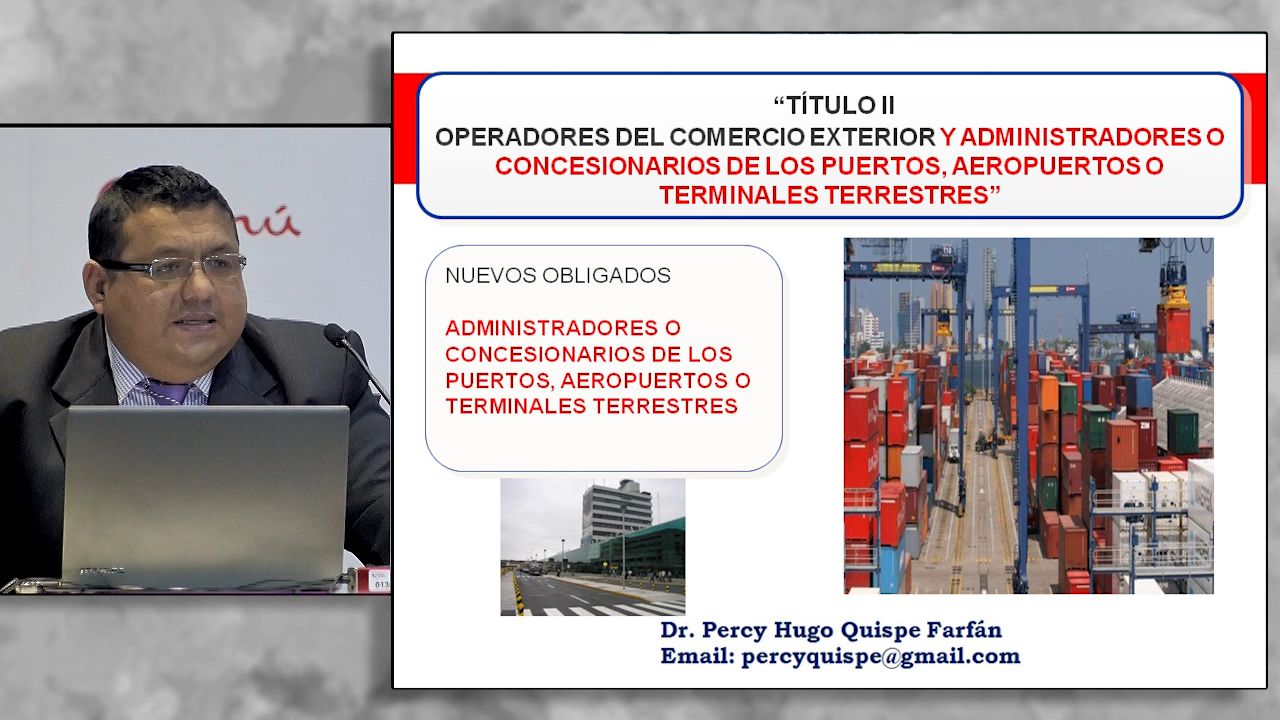 “TÍTULO II
OPERADORES DEL COMERCIO EXTERIOR Y ADMINISTRADORES O
CONCESIONARIOS DE LOS PUERTOS, AEROPUERTOS O
TERMINALES TERRESTRES”
NUEVOS OBLIGADOS
ADMINISTRADORES O
CONCESIONARIOS DE LOS
PUERTOS, AEROPUERTOS O
TERMINALES TERRESTRES
Dr. Percy Hugo Quispe Farfán
Email: percyquispe@gmail.com